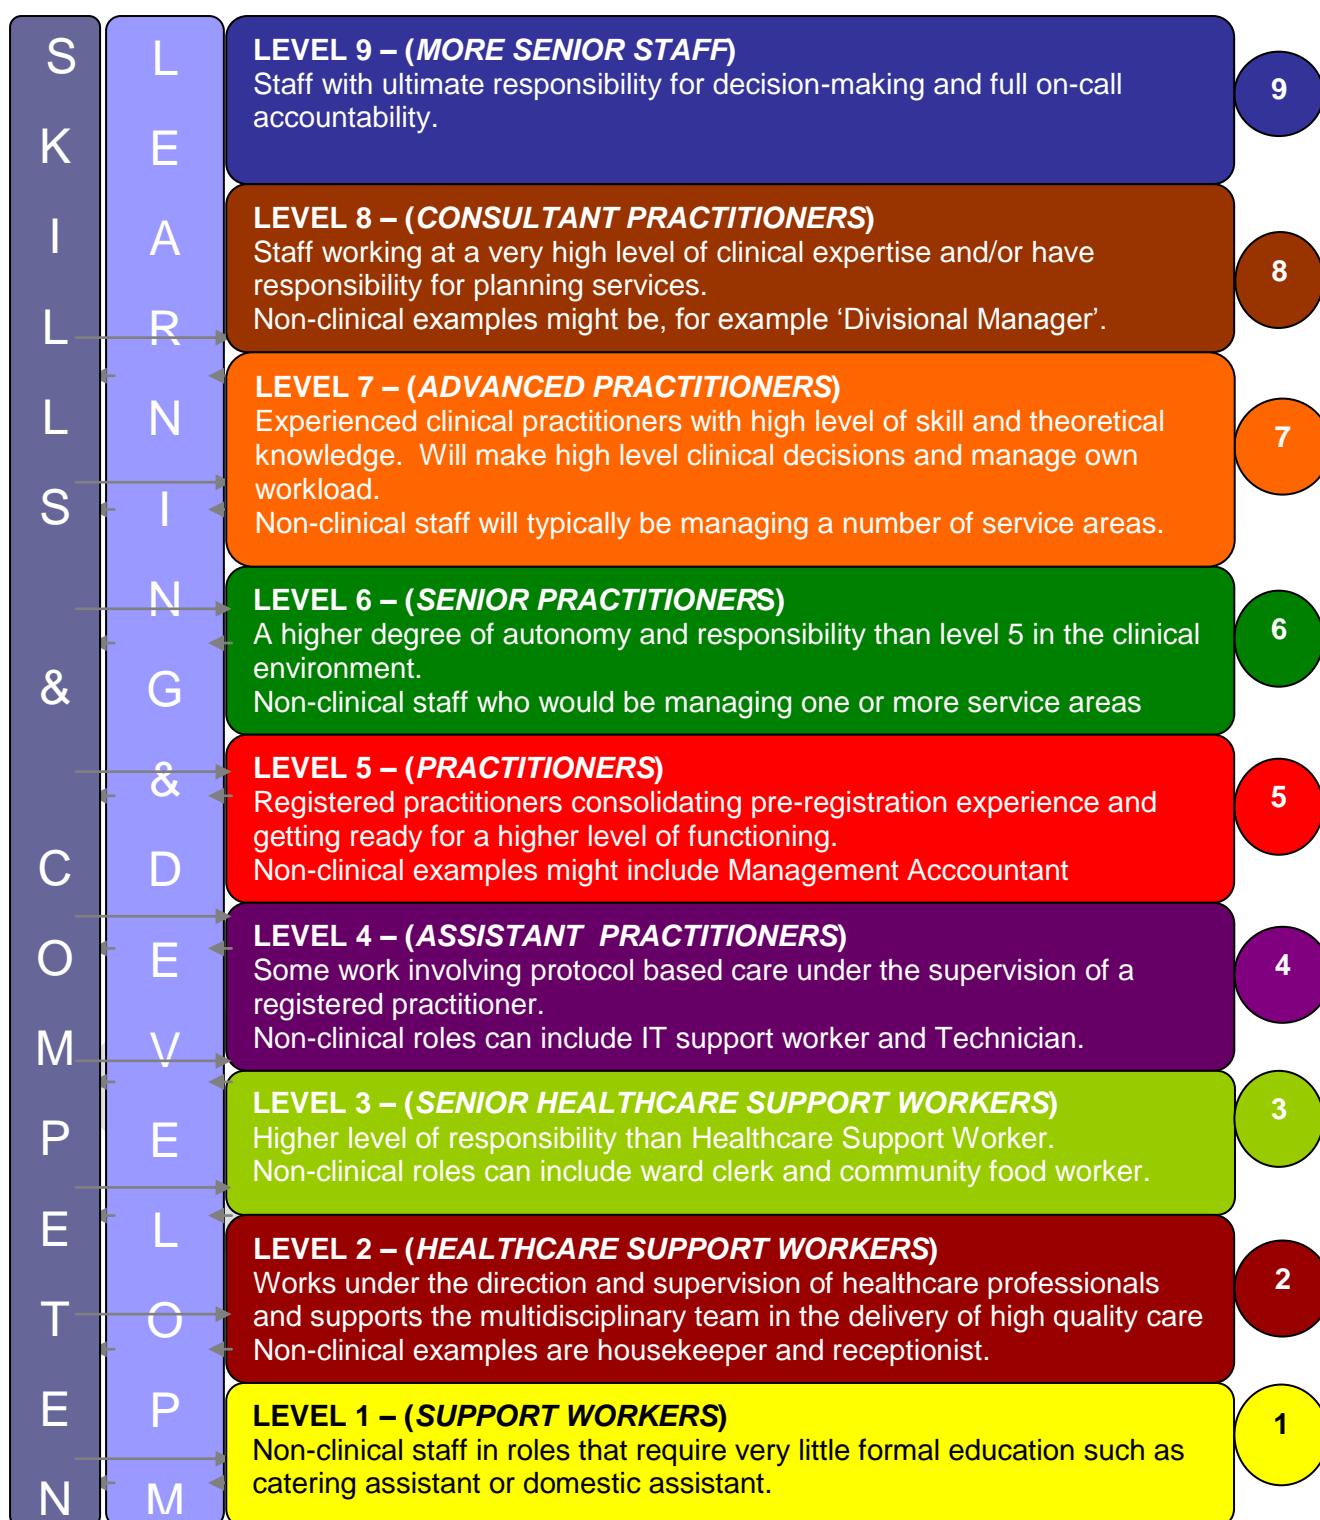 SKILLS & COMPETEN
LEARNING & DEVELOPM
LEVEL 9 – (MORE SENIOR STAFF)
Staff with ultimate responsibility for decision-making and full on-call
accountability.
9
LEVEL 8 – (CONSULTANT PRACTITIONERS)
Staff working at a very high level of clinical expertise and/or have
responsibility for planning services.
Non-clinical examples might be, for example ‘Divisional Manager’.
8
LEVEL 7 – (ADVANCED PRACTITIONERS)
Experienced clinical practitioners with high level of skill and theoretical
knowledge.  Will make high level clinical decisions and manage own
workload.
Non-clinical staff will typically be managing a number of service areas.
7
LEVEL 6 – (SENIOR PRACTITIONERS)
A higher degree of autonomy and responsibility than level 5 in the clinical
environment.
Non-clinical staff who would be managing one or more service areas
6
LEVEL 5 – (PRACTITIONERS)
Registered practitioners consolidating pre-registration experience and
getting ready for a higher level of functioning.
Non-clinical examples might include Management Acccountant
5
LEVEL 4 – (ASSISTANT  PRACTITIONERS)
Some work involving protocol based care under the supervision of a
registered practitioner.
Non-clinical roles can include IT support worker and Technician.
4
LEVEL 3 – (SENIOR HEALTHCARE SUPPORT WORKERS)
Higher level of responsibility than Healthcare Support Worker.
Non-clinical roles can include ward clerk and community food worker.
3
LEVEL 2 – (HEALTHCARE SUPPORT WORKERS)
Works under the direction and supervision of healthcare professionals
and supports the multidisciplinary team in the delivery of high quality care
Non-clinical examples are housekeeper and receptionist.
2
LEVEL 1 – (SUPPORT WORKERS)
Non-clinical staff in roles that require very little formal education such as
catering assistant or domestic assistant.
1